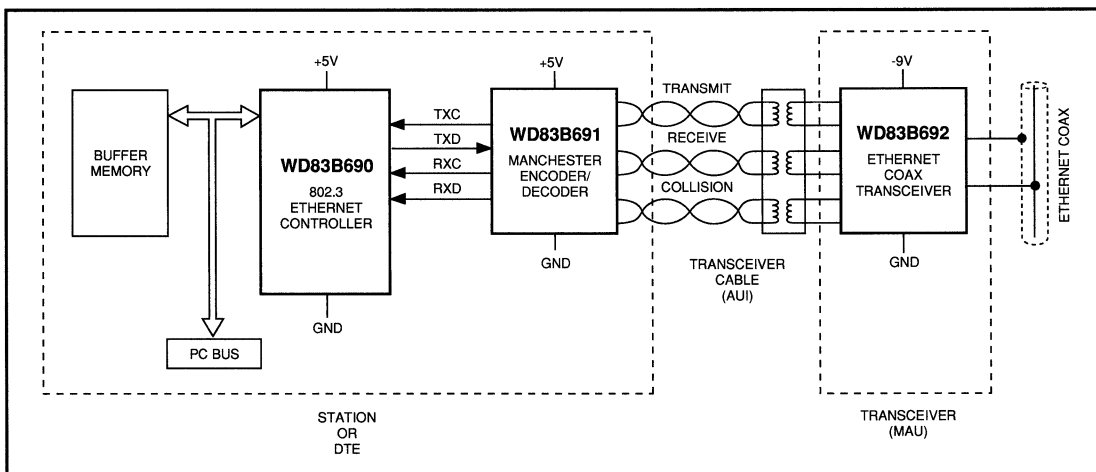 BUFFER
MEMORY
PC BUS
+5V
WD83B690
802.3
ETHERNET
CONTROLLER
GND
TXC
TXD
RXC
RXD
+5V
WD83B691
MANCHESTER
ENCODER/
DECODER
GND
STATION
OR
DTE
TRANSMIT
RECEIVE
COLLISION
TRANSCEIVER
CABLE
(AUI)
-9V
WD83B692
ETHERNET
COAX
TRANSCEIVER
GND
TRANSCEIVER
(MAU)
ETHERNET COAX